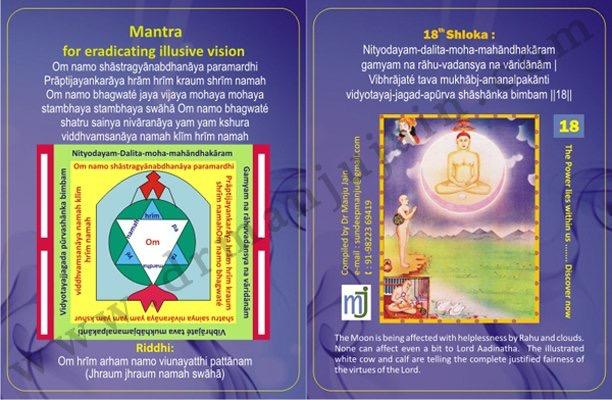 Mantra
for eradicating illusive vision
Om namo shāstragyānabodhanāya paramardhi
Prāptijayankarāya hrām hrīm kraum shrīm namah
Om namo bhagwaté jaya vijaya mohaya mohaya
stambhaya stambhaya swāhā Om namo bhagwaté
shatru sainya nivāranāya yam yam kshura
viddhvamsanāya namah klīm hrīm namah
Nityodayam-Dalita-moha-mahāndhakāram
Om namo shāstragyānabodhanāya paramardhi
Vidyotayajjagada pūrvashānka bimbam
viddhvamsanāya namah klīm
hrīm namah
Prāptijayankarāya hrām hrīm kraum
shrīm namahOm namo bhagwaté
Gamyam na rāhuvadansva na vāridānām
namah
hrīm
Om
shatru sainya nivāranāya yam yam kshur
Vibhrājaté tava mukhābjamanalpakānti
Riddhi:
Om hrīm arham namo viunayatthi pattānam
(Jhraum jhraum namah swāhā)
18th Shloka :
Nityodayam-dalita-moha-mahāndhakāram
gamyam na rāhu-vadansya na vāridānām |
Vibhrājaté tava mukhābj-amanalpakānti
vidyotayaj-jagad-apūrva shāshānka bimbam ||18||
18
The Power lies within us ....... Discover now
Compiled by Dr Manju Jain
e-mail : sundeepmanju@gmail.com
: 91-98223 69419
mj
The Moon is being affected with helplessness by Rahu and clouds.
None can affect even a bit to Lord Aadinatha. The illustrated
white cow and calf are telling the complete justified fairness of
the virtues of the Lord.